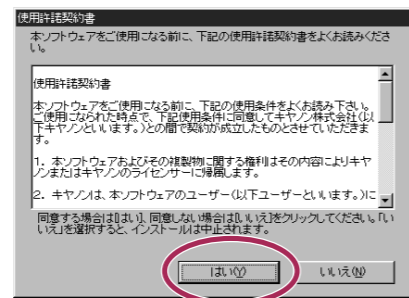 使用許諾契約書
本ソフトウェアをご使用になる前に、下記の使用許諾契約書をよくお読みくださ
い。
使用許諾契約書
本ソフトウェアをご使用になる前に、下記の使用条件をよくお読み下さい。
ご使用になられた時点で、下記使用条件に同意してキヤノン株式会社(以
下キヤノンといいます。)との間で契約が成立したものとさせていただきま
す。
1. 本ソフトウェアおよびその複製物に関する権利はその内容によりキヤ
ノンまたはキヤノンのライセンサーに帰属します。
2. キヤノンは、本ソフトウェアのユーザー(以下ユーザーといいます。)に
同意する場合は[はい]、同意しない場合は[いいえ]をクリックしてください。「い
いえ」を選択すると、インストールは中止されます。
はい(Y)
いいえ(N)